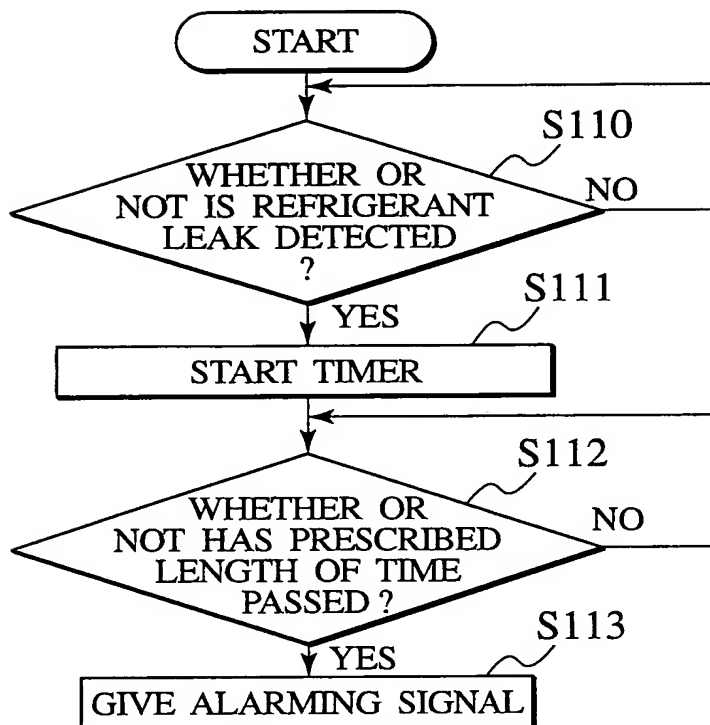 START
S110
WHETHER OR
NOT IS REFRIGERANT
LEAK DETECTED
?
NO
YES
S111
START TIMER
S112
WHETHER OR
NOT HAS PRESCRIBED
LENGTH OF TIME
PASSED ?
NO
YES
S113
GIVE ALARMING SIGNAL